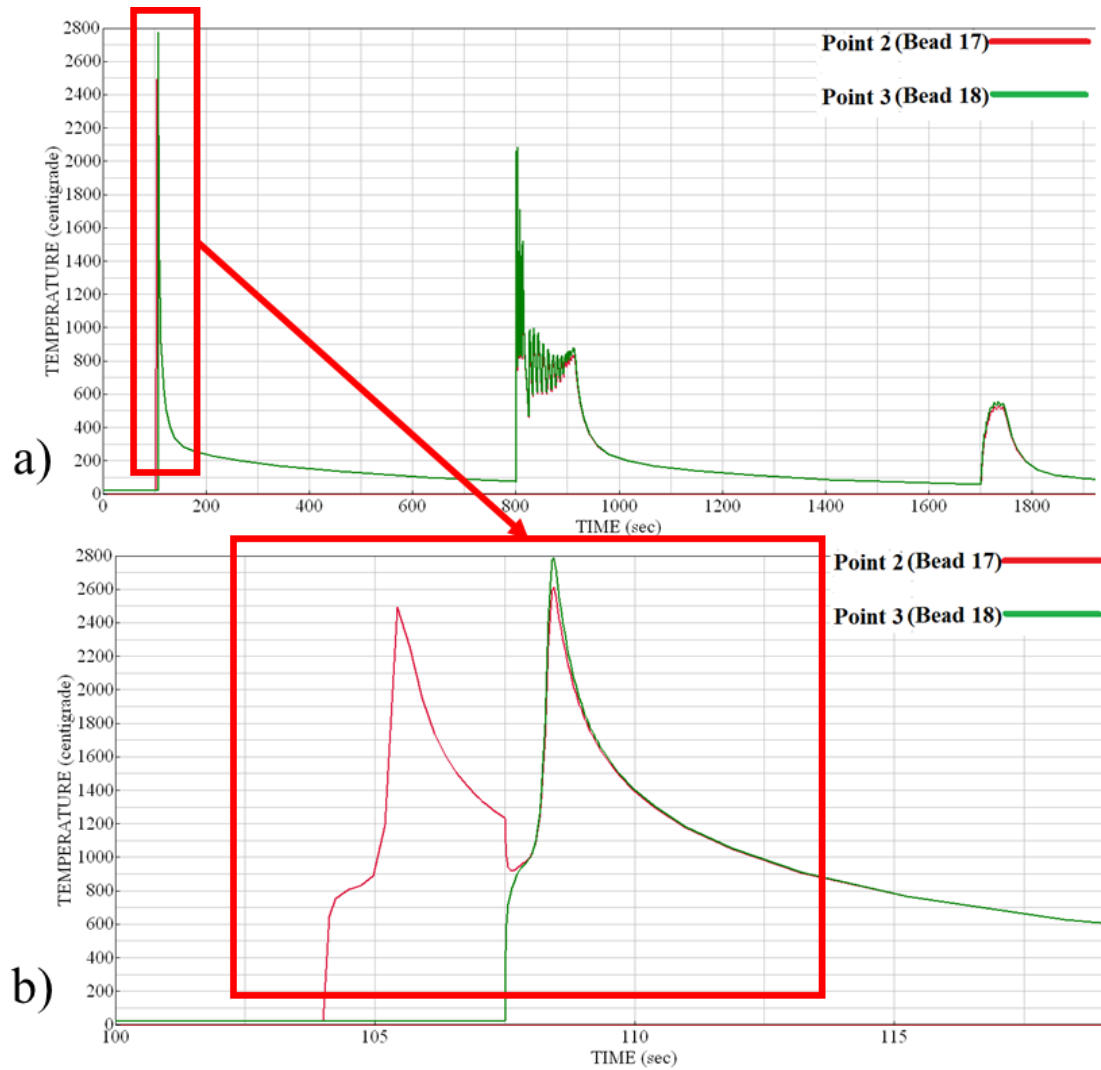 2800
2600
2400
2200
2000
1800
1600
1400
1200
1000
800
600
400
200
0
TEMPERATURE (centigrade)
Point 2 (Bead 17)
Point 3 (Bead 18)
a)
0 200 400 600 800 1000 1200 1400 1600 1800
TIME (sec)
2800
2600
2400
2200
2000
1800
1600
1400
1200
1000
800
600
400
200
0
TEMPERATURE (centigrade)
Point 2 (Bead 17)
Point 3 (Bead 18)
b)
100 105 110 115
TIME (sec)